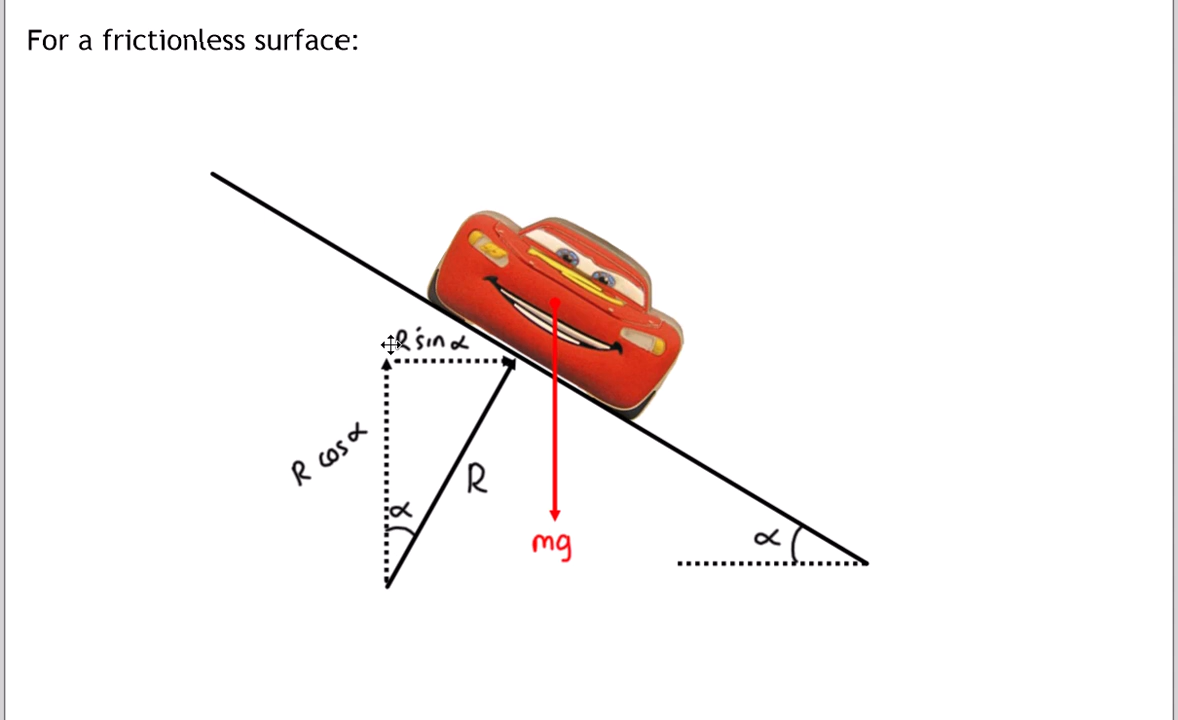 For a frictionless surface:
R sin α
R cos α
α
R
mg
α